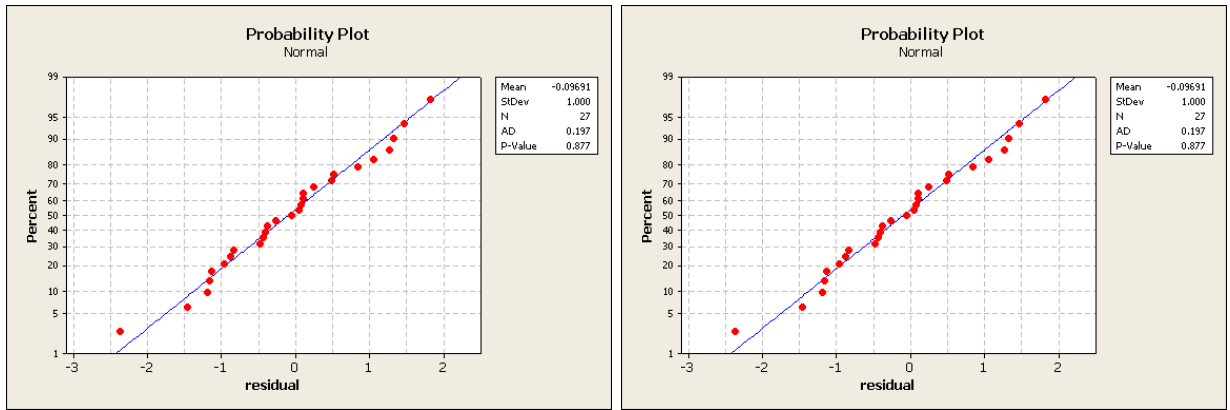 Probability Plot
Normal
99
95
90
80
70
60
50
40
30
20
10
5
1
Percent
-3 -2 -1 0 1 2
residual
Mean -0.09691
StDev 1.000
N 27
AD 0.197
P-Value 0.877
Probability Plot
Normal
99
95
90
80
70
60
50
40
30
20
10
5
1
Percent
-3 -2 -1 0 1 2
residual
Mean -0.09691
StDev 1.000
N 27
AD 0.197
P-Value 0.877